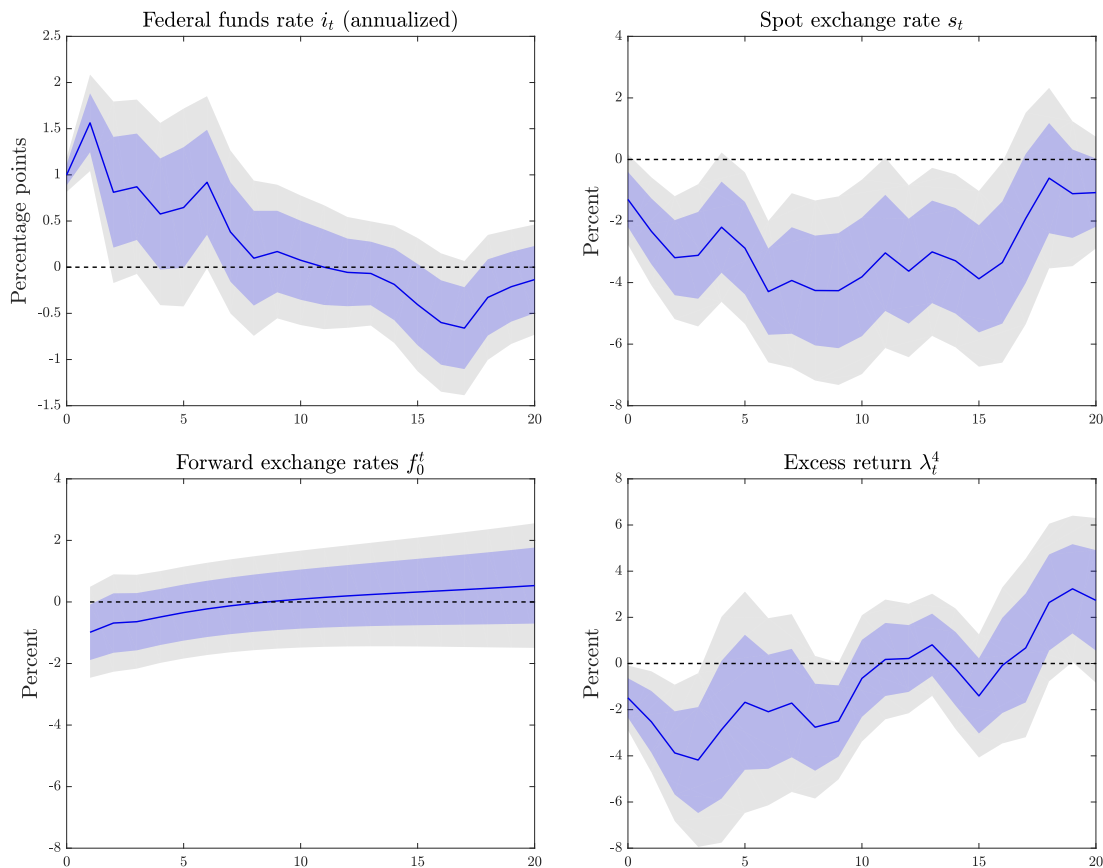 Federal funds rate i_t (annualized)
Percentage points
2.5
2
1.5
1
0.5
0
-0.5
-1
-1.5
0 5 10 15 20
Spot exchange rate s_t
Percent
4
2
0
-2
-4
-6
-8
0 5 10 15 20
Forward exchange rates f_0^t
Percent
4
2
0
-2
-4
-6
-8
0 5 10 15 20
Excess return λ_t^4
Percent
8
6
4
2
0
-2
-4
-6
-8
0 5 10 15 20